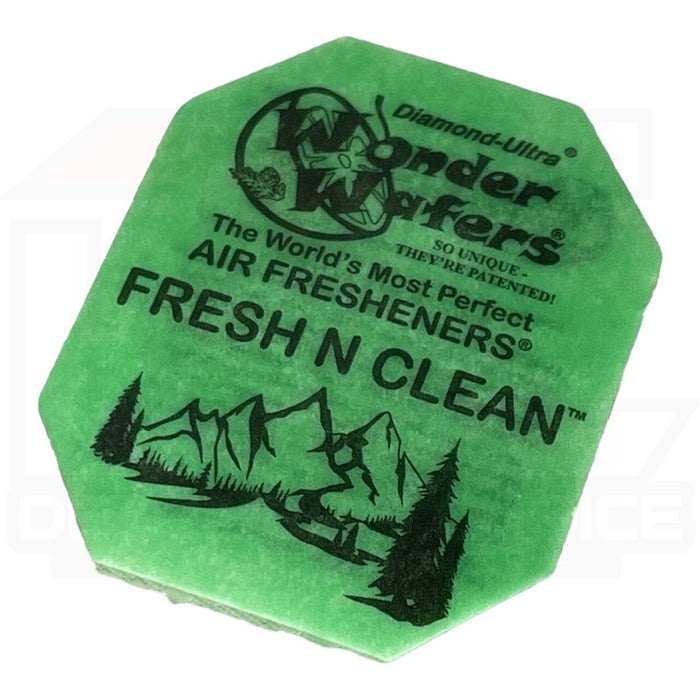 Diamond-Ultra®
Wonder
Wafers®
SO UNIQUE -
THEY'RE PATENTED!
The World's Most Perfect
AIR FRESHENERS®
FRESH N CLEAN™